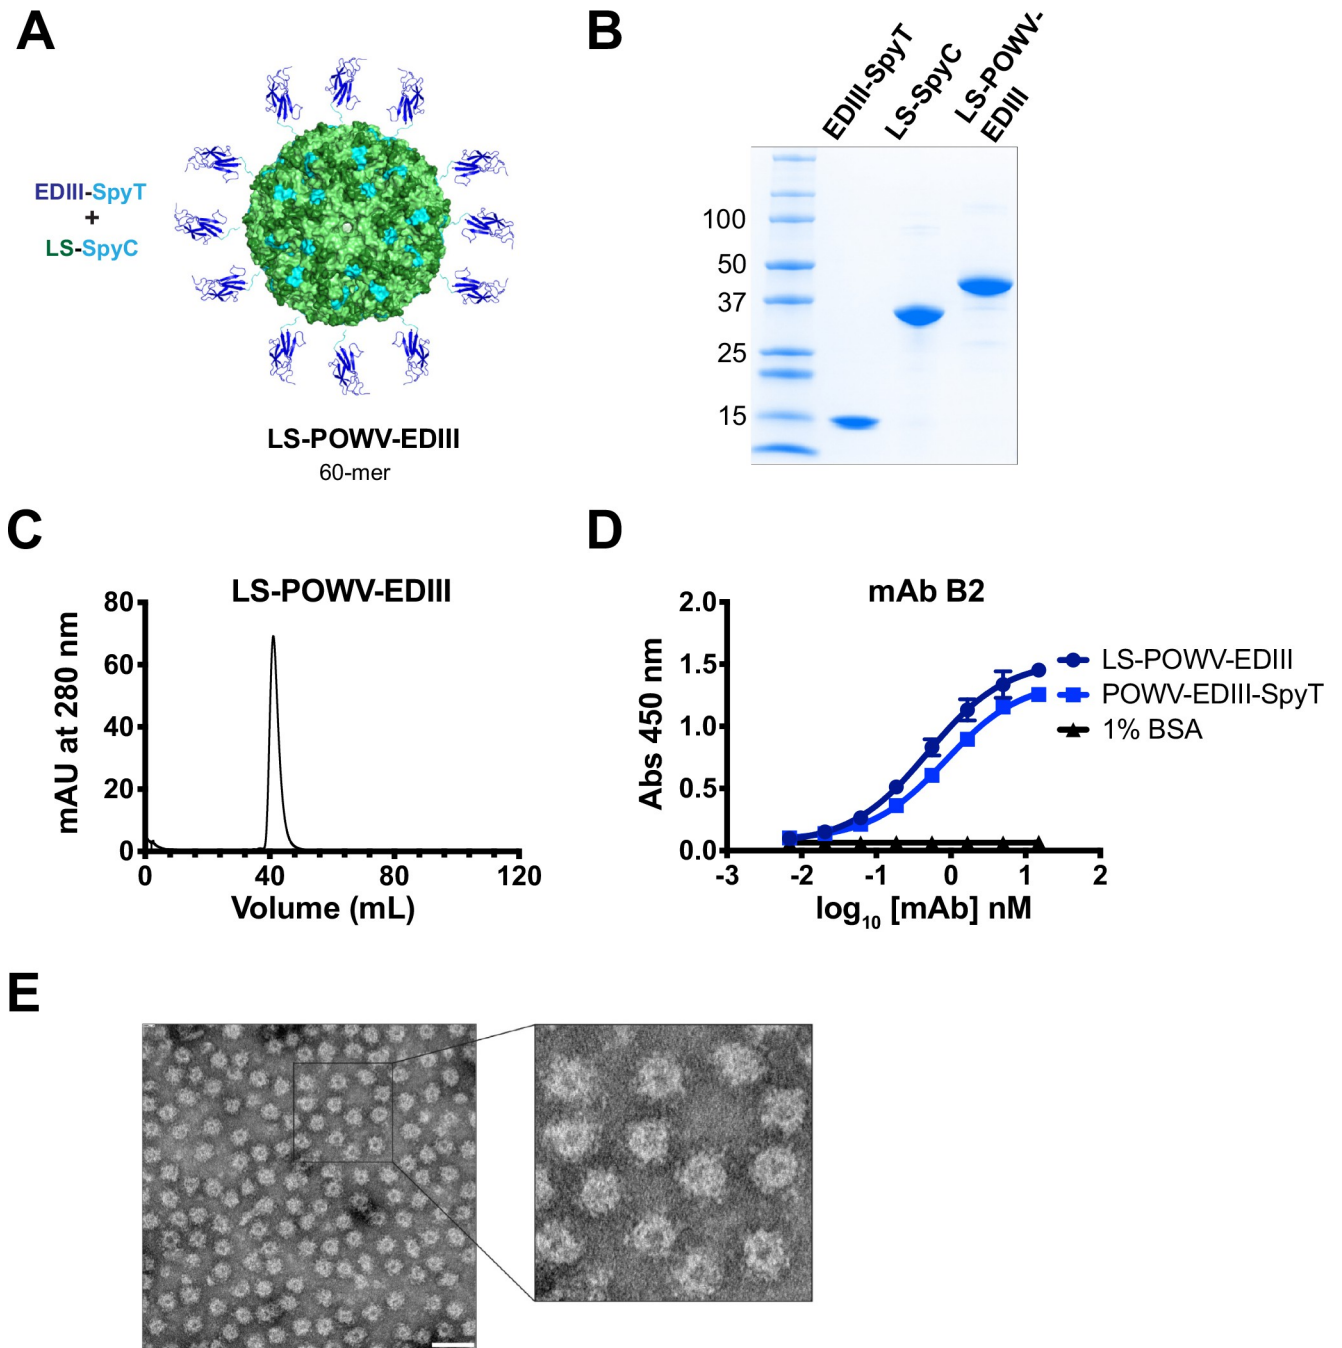 A
EDIII-SpyT
+
LS-SpyC
LS-POWV-EDIII
60-mer
B
EDIII-SpyT
LS-SpyC
LS-POWV-
EDIII
100
50
37
25
15
C
LS-POWV-EDIII
mAU at 280 nm
80
60
40
20
0
0 40 80 120
Volume (mL)
D
mAb B2
Abs 450 nm
2.0
1.5
1.0
0.5
0.0
-3 -2 -1 0 1 2
log10 [mAb] nM
LS-POWV-EDIII
POWV-EDIII-SpyT
1% BSA
E